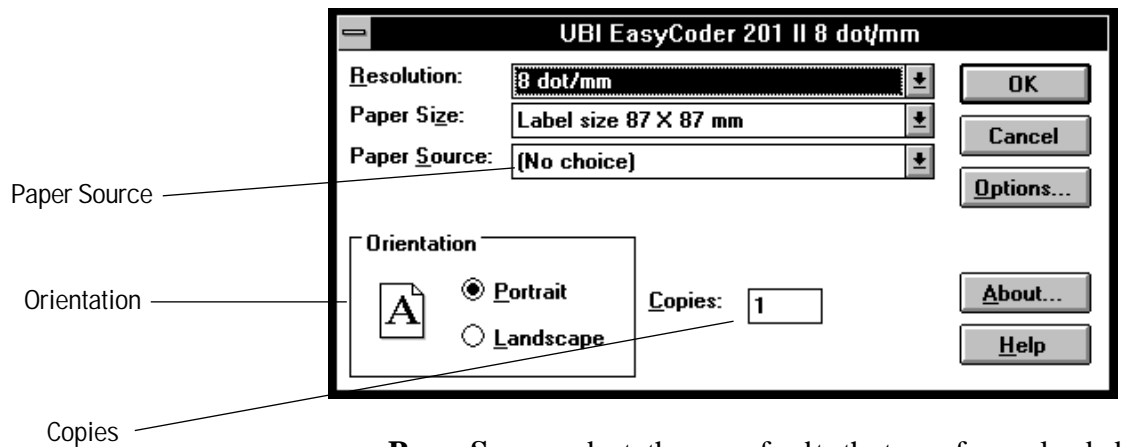 UBI EasyCoder 201 II 8 dot/mm
Resolution: 8 dot/mm OK
Paper Size: Label size 87 X 87 mm Cancel
Paper Source: (No choice) Options...
Paper Source
Orientation
Portrait
Orientation A Copies: 1 About...
Landscape Help
Copies